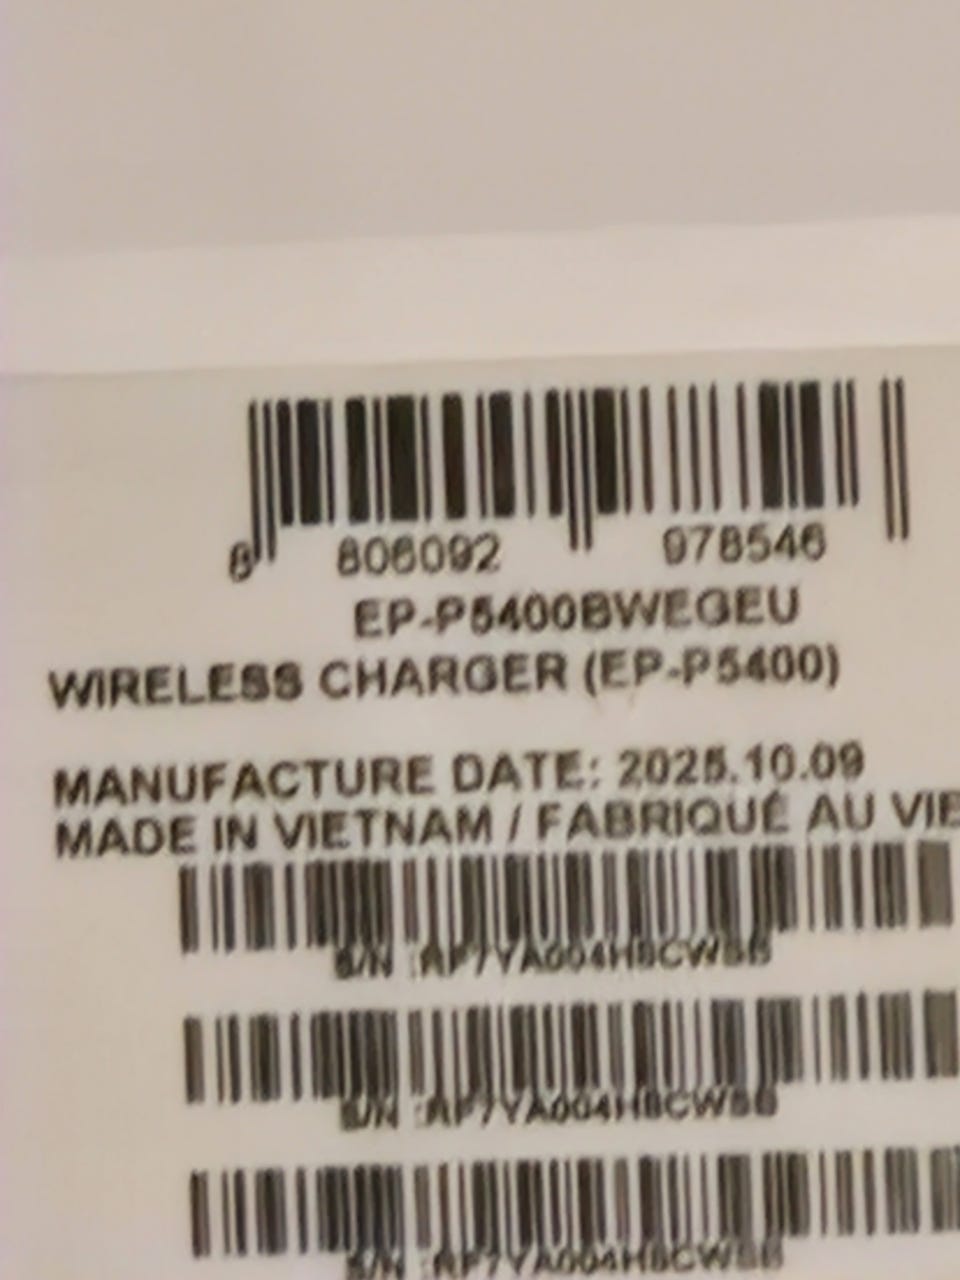 8 806092 978546
EP-P5400BWEGEU
WIRELESS CHARGER (EP-P5400)
MANUFACTURE DATE: 2025.10.09
MADE IN VIETNAM / FABRIQUÉ AU VIE
S/N :
S/N :
S/N :